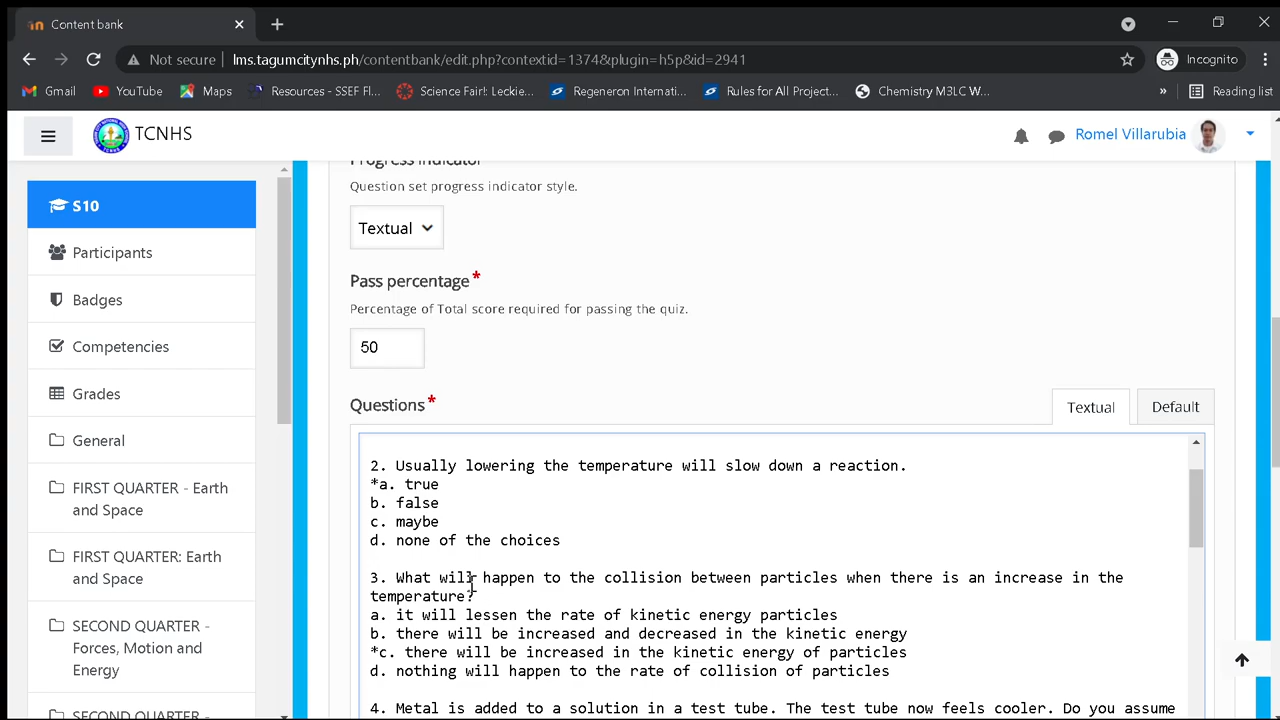 Content bank
Not secure
lms.tagumcitynhs.ph/contentbank/edit.php?contextid=1374&plugin=h5p&id=2941
Incognito
Gmail
YouTube
Maps
Resources - SSEF Fl...
Science Fair!: Leckie...
Regeneron Internati...
Rules for All Project...
Chemistry M3LC W...
»
Reading list
TCNHS
Romel Villarubia
S10
Participants
Badges
Competencies
Grades
General
FIRST QUARTER - Earth
and Space
FIRST QUARTER: Earth
and Space
SECOND QUARTER -
Forces, Motion and
Energy
SECOND QUARTER -
Progress indicator
Question set progress indicator style.
Textual
Pass percentage*
Percentage of Total score required for passing the quiz.
50
Questions*
Textual
Default
2. Usually lowering the temperature will slow down a reaction.
*a. true
b. false
c. maybe
d. none of the choices
3. What will happen to the collision between particles when there is an increase in the
temperature?
a. it will lessen the rate of kinetic energy particles
b. there will be increased and decreased in the kinetic energy
*c. there will be increased in the kinetic energy of particles
d. nothing will happen to the rate of collision of particles
4. Metal is added to a solution in a test tube. The test tube now feels cooler. Do you assume